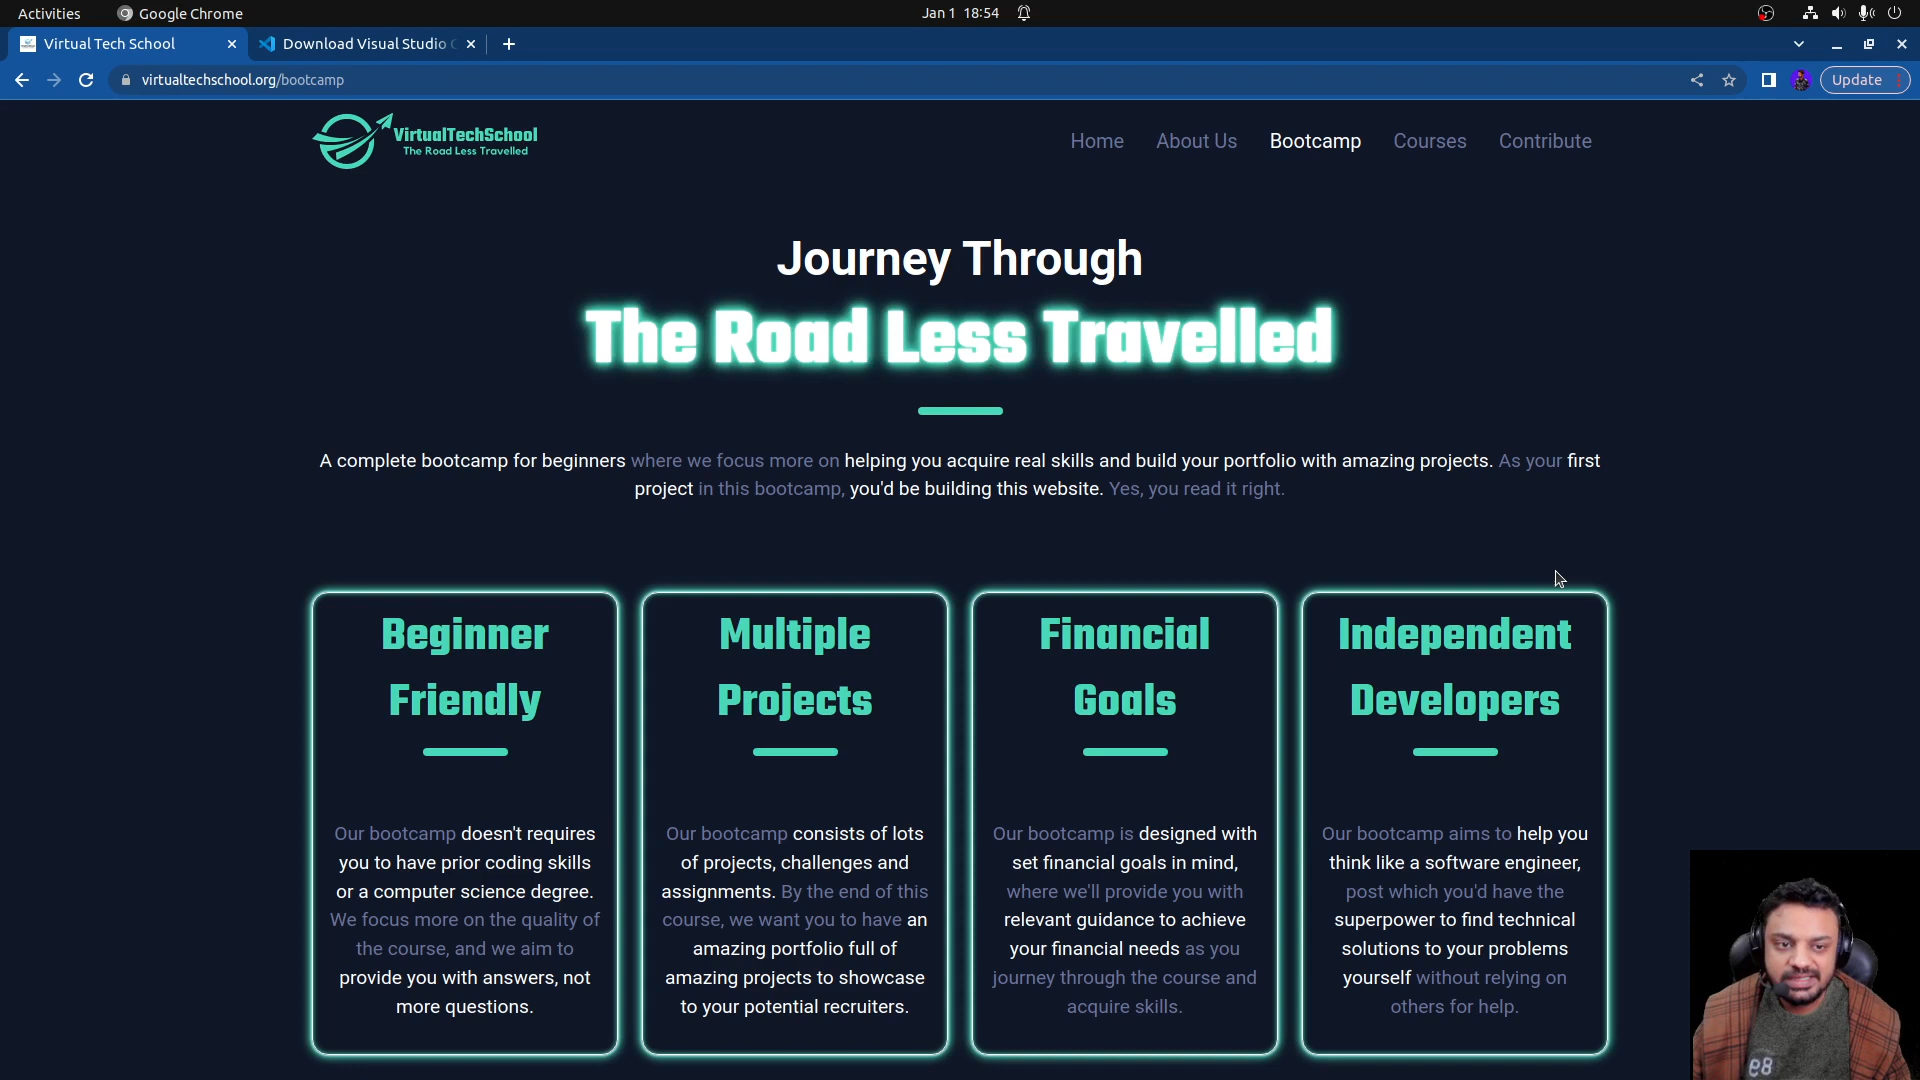 Activities
Google Chrome
Jan 1 18:54
Virtual Tech School
Download Visual Studio C
virtualtechschool.org/bootcamp
Update
VirtualTechSchool
The Road Less Travelled
Home
About Us
Bootcamp
Courses
Contribute
Journey Through
The Road Less Travelled
A complete bootcamp for beginners where we focus more on helping you acquire real skills and build your portfolio with amazing projects. As your first
project in this bootcamp, you'd be building this website. Yes, you read it right.
Beginner
Friendly
Our bootcamp doesn't requires
you to have prior coding skills
or a computer science degree.
We focus more on the quality of
the course, and we aim to
provide you with answers, not
more questions.
Multiple
Projects
Our bootcamp consists of lots
of projects, challenges and
assignments. By the end of this
course, we want you to have an
amazing portfolio full of
amazing projects to showcase
to your potential recruiters.
Financial
Goals
Our bootcamp is designed with
set financial goals in mind,
where we'll provide you with
relevant guidance to achieve
your financial needs as you
journey through the course and
acquire skills.
Independent
Developers
Our bootcamp aims to help you
think like a software engineer,
post which you'd have the
superpower to find technical
solutions to your problems
yourself without relying on
others for help.